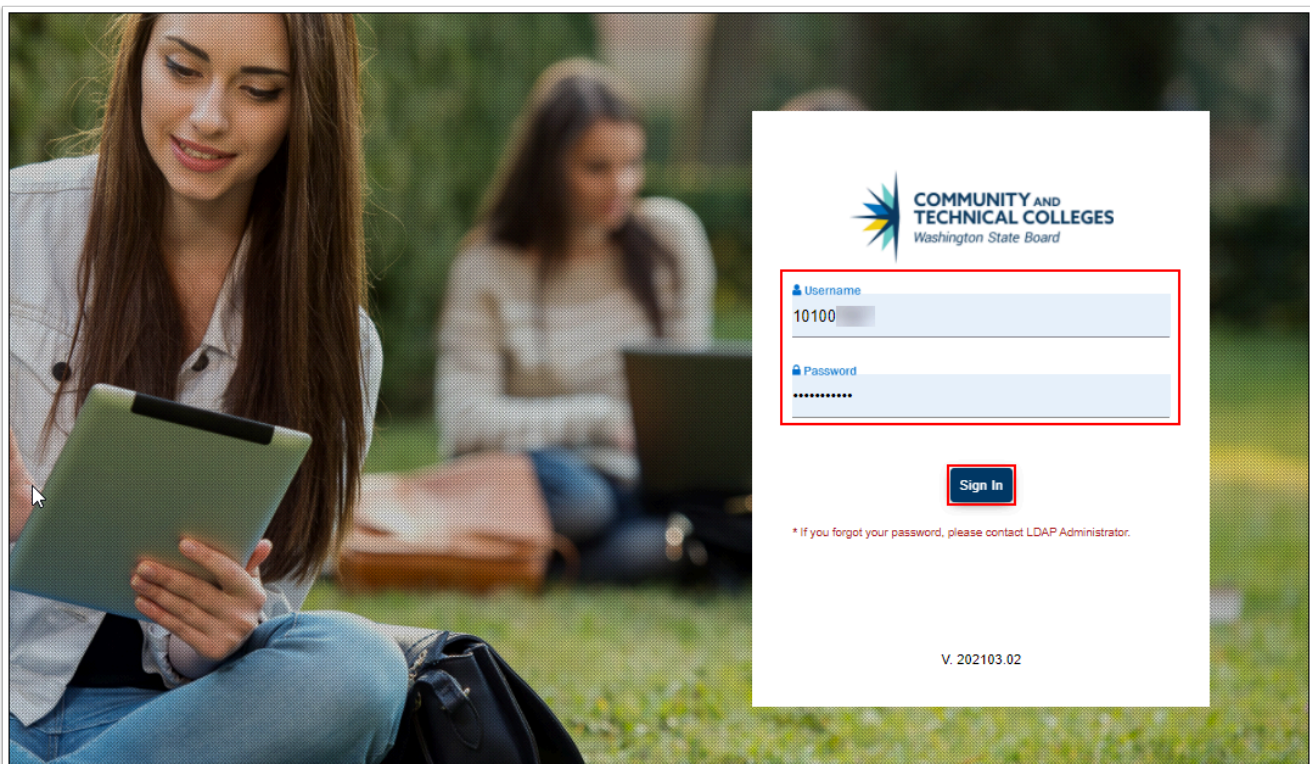 COMMUNITY AND
TECHNICAL COLLEGES
Washington State Board
Username
10100
Password
•••••••••••
Sign In
* If you forgot your password, please contact LDAP Administrator.
V. 202103.02